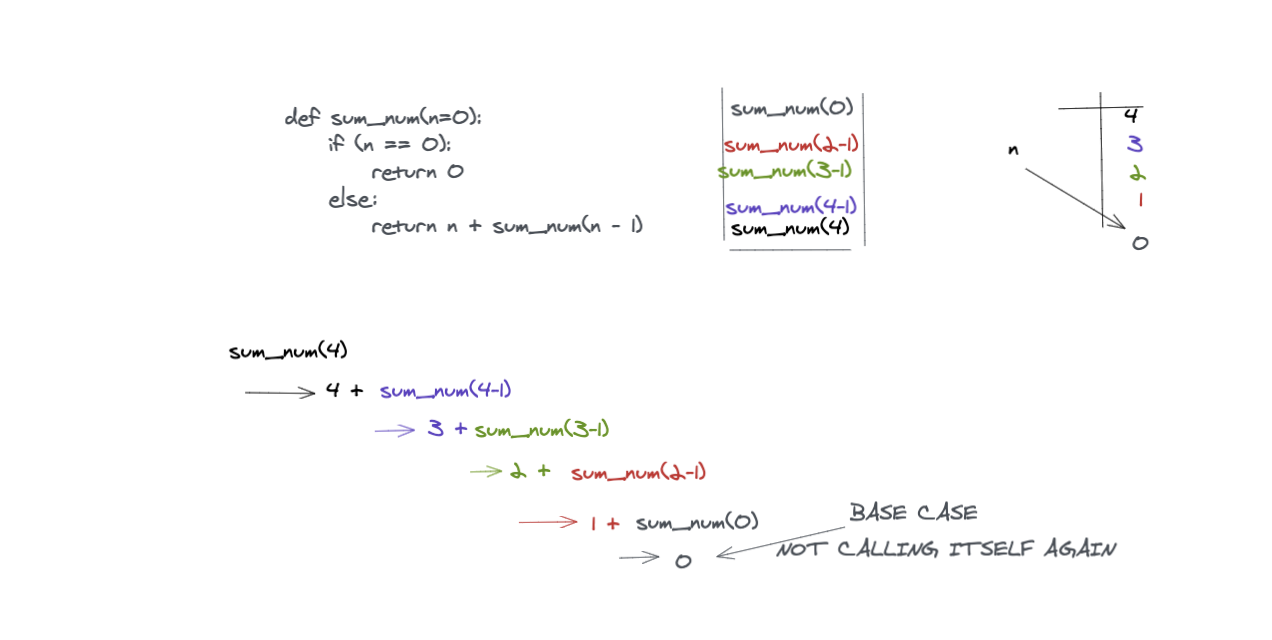 def sum_num(n=0):
if (n == 0):
return 0
else:
return n + sum_num(n - 1)
sum_num(0)
sum_num(2-1)
sum_num(3-1)
sum_num(4-1)
sum_num(4)
n
4
3
2
1
0
sum_num(4)
4 + sum_num(4-1)
3 + sum_num(3-1)
2 + sum_num(2-1)
1 + sum_num(0)
0
BASE CASE
NOT CALLING ITSELF AGAIN